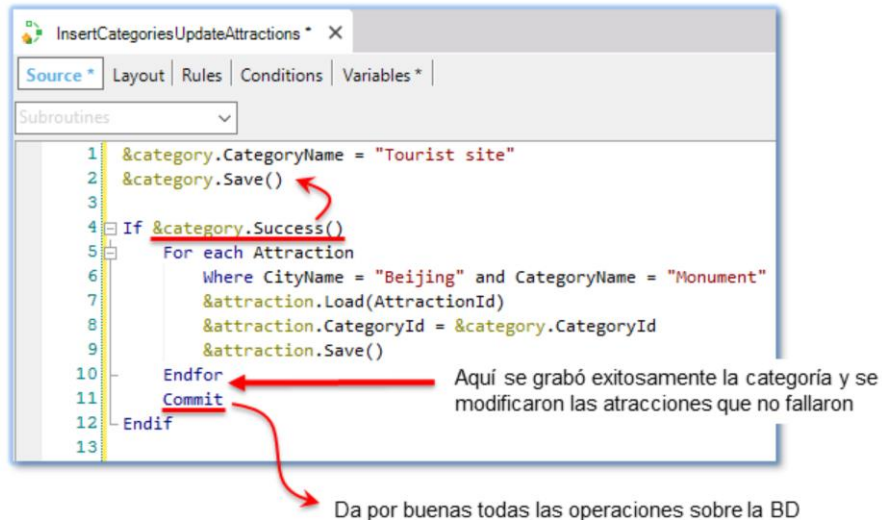 InsertCategoriesUpdateAttractions *
Source * Layout Rules Conditions Variables *
Subroutines
1 &category.CategoryName = "Tourist site"
2 &category.Save()
3
4 If &category.Success()
5 For each Attraction
6 Where CityName = "Beijing" and CategoryName = "Monument"
7 &attraction.Load(AttractionId)
8 &attraction.CategoryId = &category.CategoryId
9 &attraction.Save()
10 Endfor
11 Commit
12 Endif
13
Aquí se grabó exitosamente la categoría y se
modificaron las atracciones que no fallaron
Da por buenas todas las operaciones sobre la BD